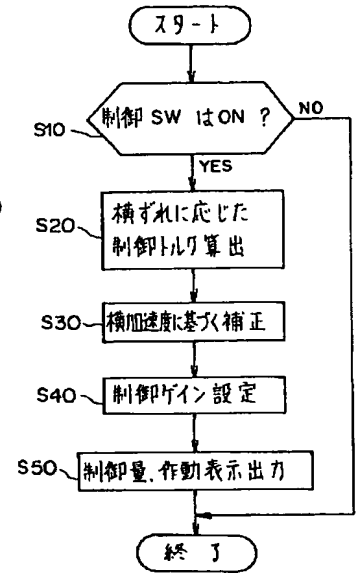 スタート
制御 SW はON ?
NO
S10
YES
横ずれに応じた
制御トルク算出
S20
横加速度に基づく補正
S30
制御ゲイン設定
S40
制御量、作動表示出力
S50
終了